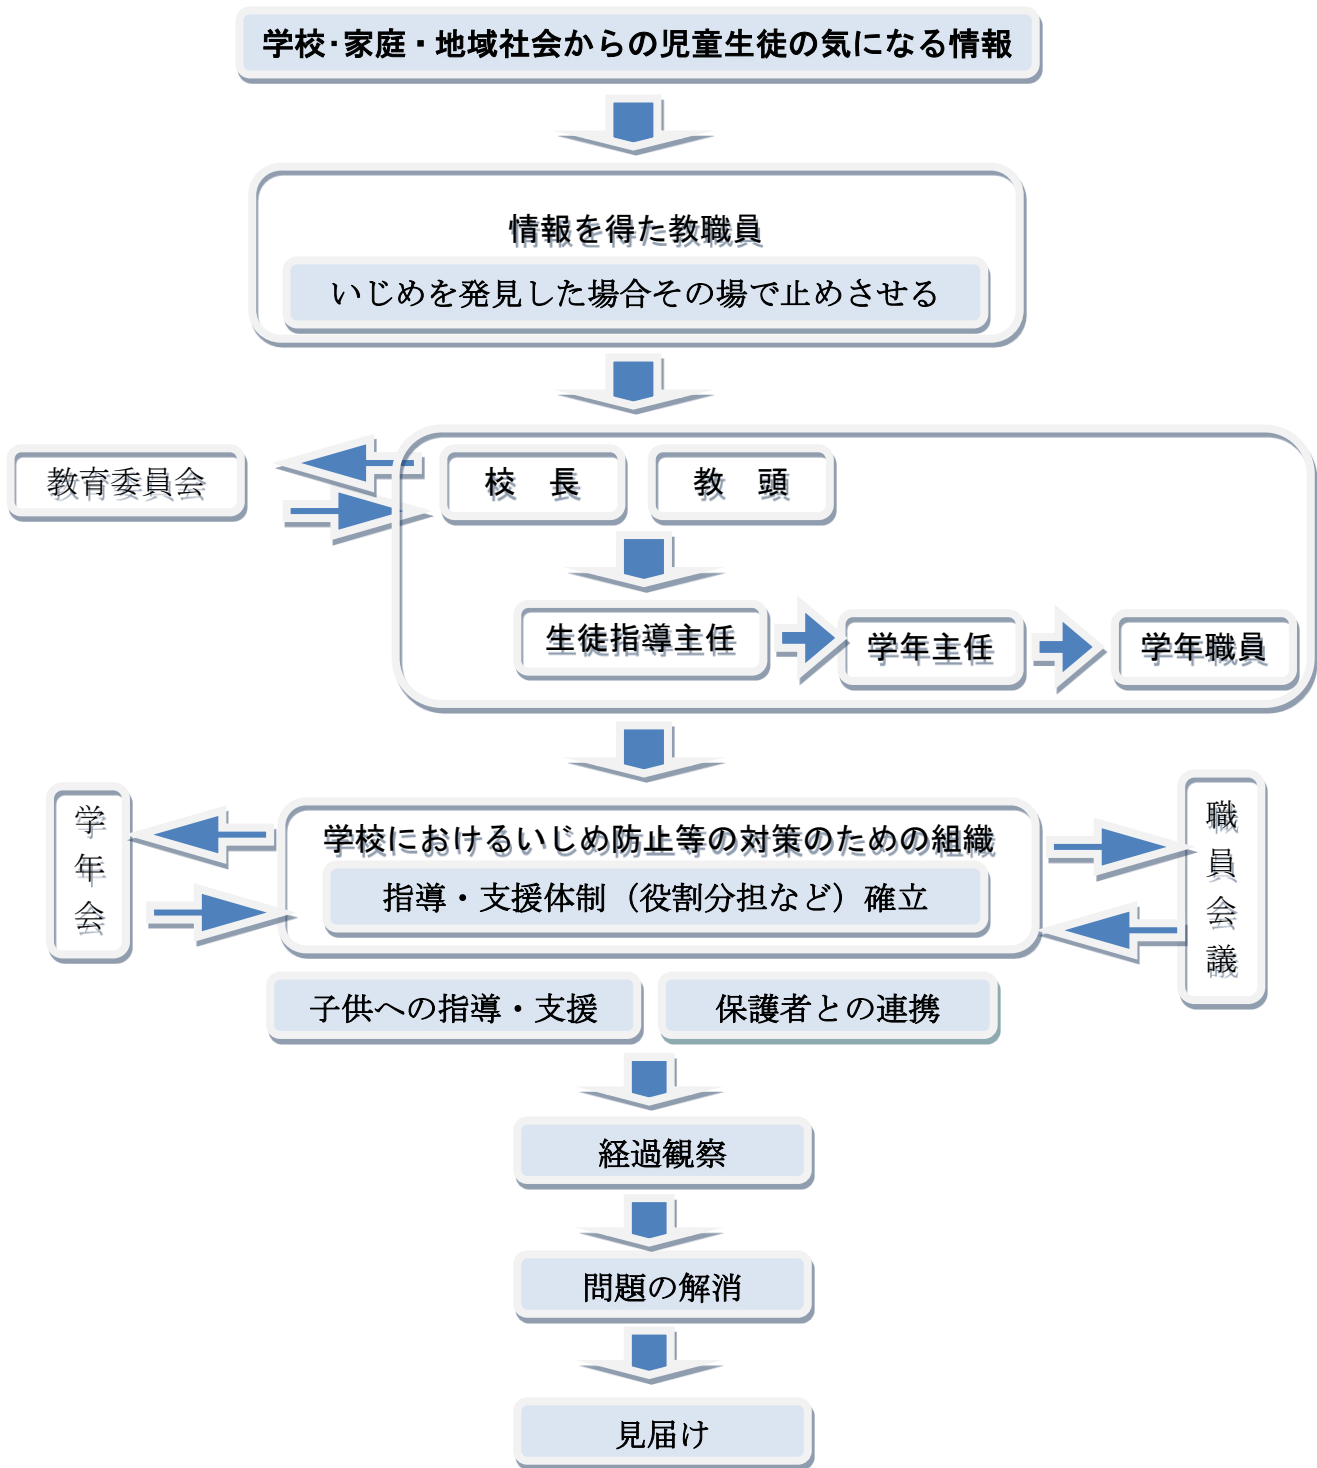 学校･家庭・地域社会からの児童生徒の気になる情報
情報を得た教職員
いじめを発見した場合その場で止めさせる
教育委員会
校　長
教　頭
生徒指導主任
学年主任
学年職員
学年会
学校におけるいじめ防止等の対策のための組織
指導・支援体制（役割分担など）確立
職員会議
子供への指導・支援
保護者との連携
経過観察
問題の解消
見届け